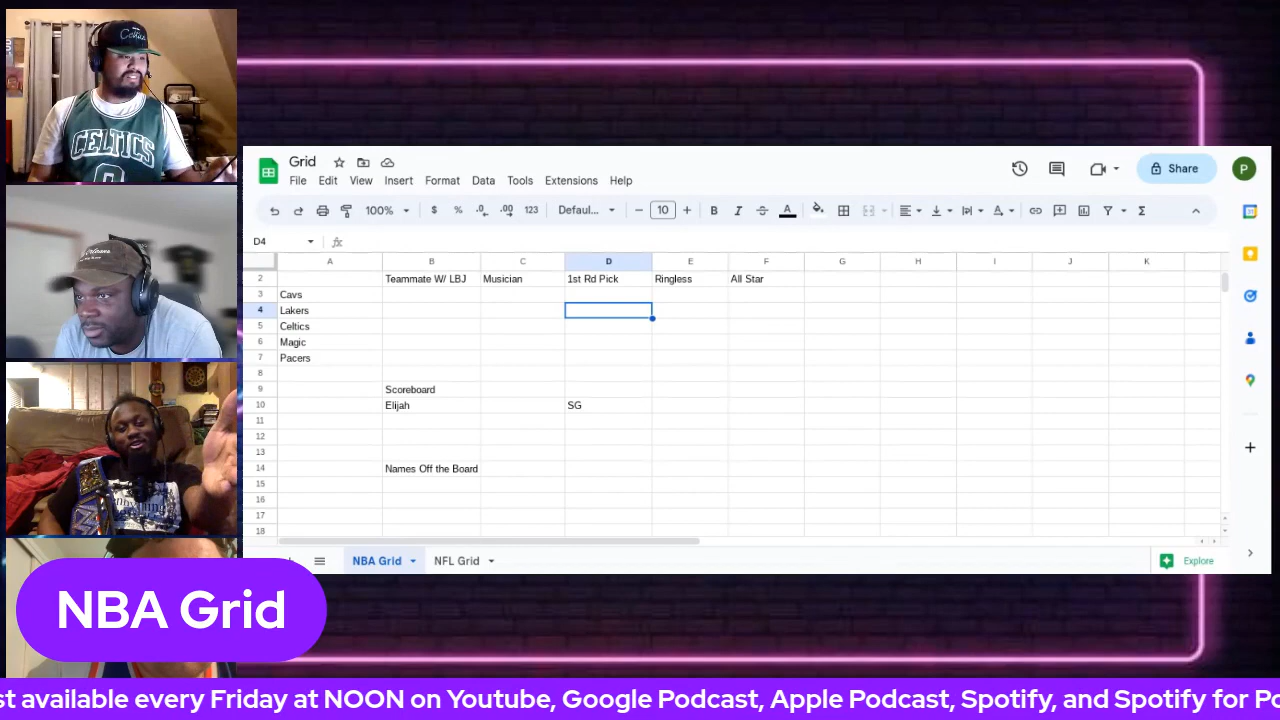 Celtics
CELTICS
Grid
File Edit View Insert Format Data Tools Extensions Help
Share
P
100% $ % .0 .00 123 Defaul... 10 B I A
D4
fx
A B C D E F G H I J K
2 Teammate W/ LBJ Musician 1st Rd Pick Ringless All Star
3 Cavs
4 Lakers
5 Celtics
6 Magic
7 Pacers
8
9 Scoreboard
10 Elijah SG
11
12
13
14 Names Off the Board
15
16
17
18
NBA Grid NFL Grid
Explore
NBA Grid
st available every Friday at NOON on Youtube, Google Podcast, Apple Podcast, Spotify, and Spotify for Po